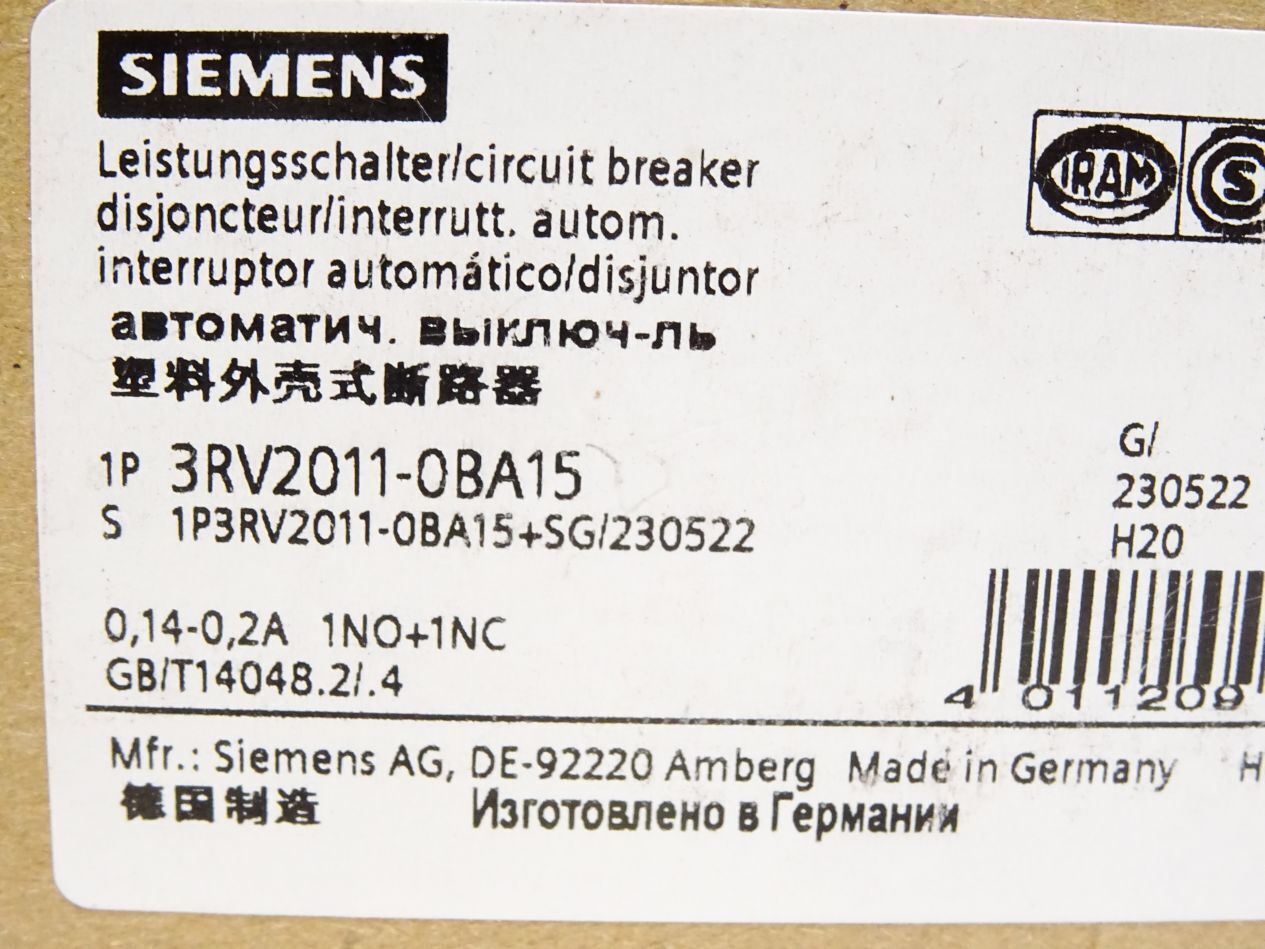 SIEMENS
Leistungsschalter/circuit breaker
disjoncteur/interrutt. autom.
interruptor automático/disjuntor
автоматич. выключ-ль
塑料外壳式断路器
IRAM S
1P 3RV2011-0BA15
S 1P3RV2011-0BA15+SG/230522
G/
230522
H20
0,14-0,2A 1NO+1NC
GB/T14048.2/.4
4 011209
Mfr.: Siemens AG, DE-92220 Amberg Made in Germany H
德国制造 Изготовлено в Германии